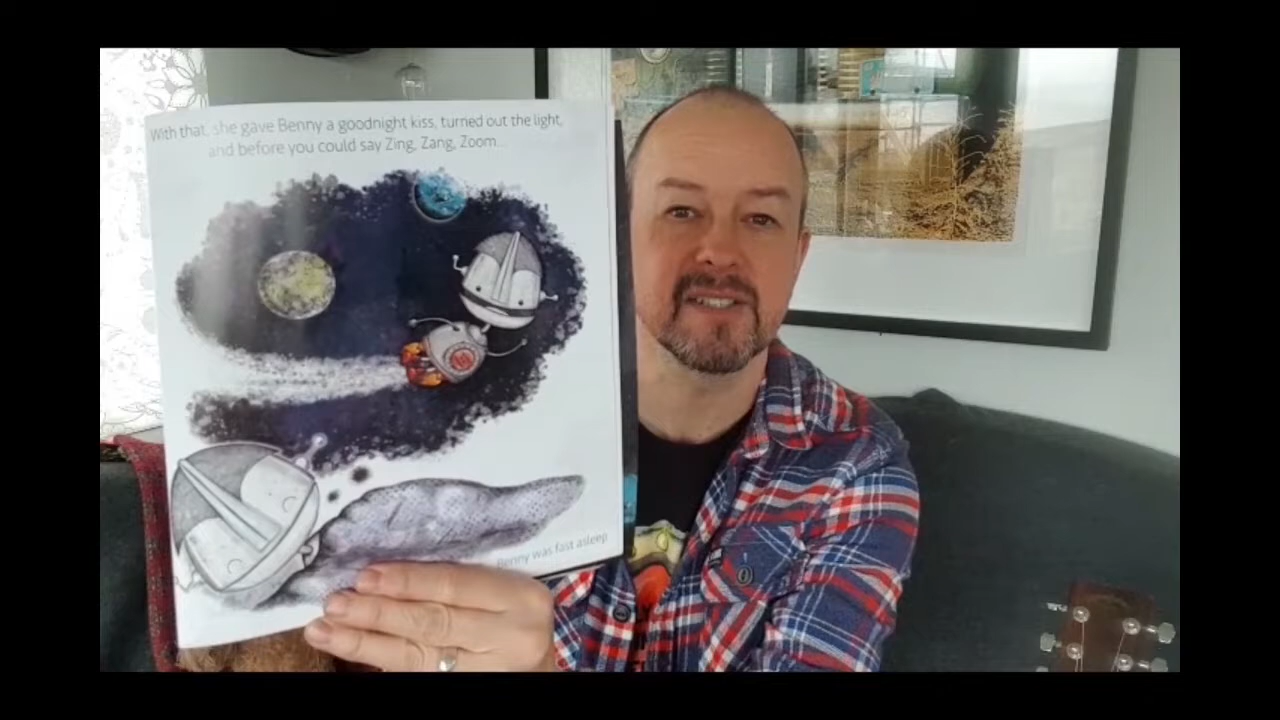 With that, she gave Benny a goodnight kiss, turned out the light,
and before you could say Zing, Zang, Zoom...
Benny was fast asleep